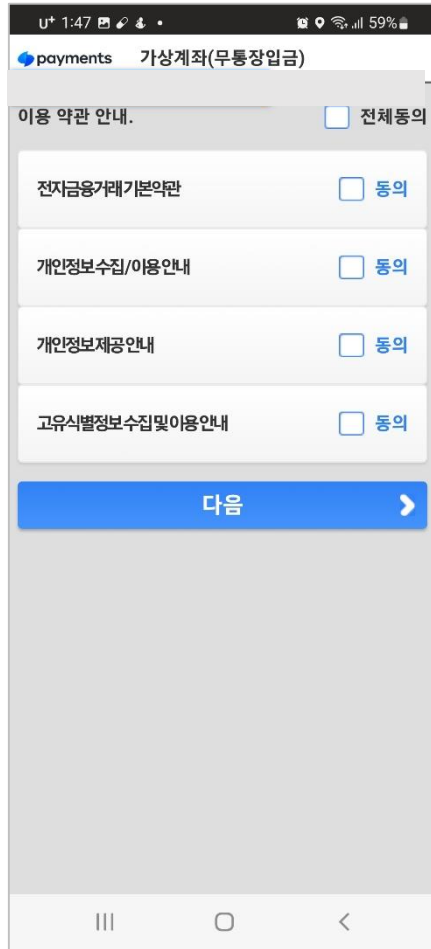 U+ 1:47 59%
payments 가상계좌(무통장입금)
이용 약관 안내. 전체동의
전자금융거래기본약관 동의
개인정보수집/이용안내 동의
개인정보제공안내 동의
고유식별정보수집및이용안내 동의
다음